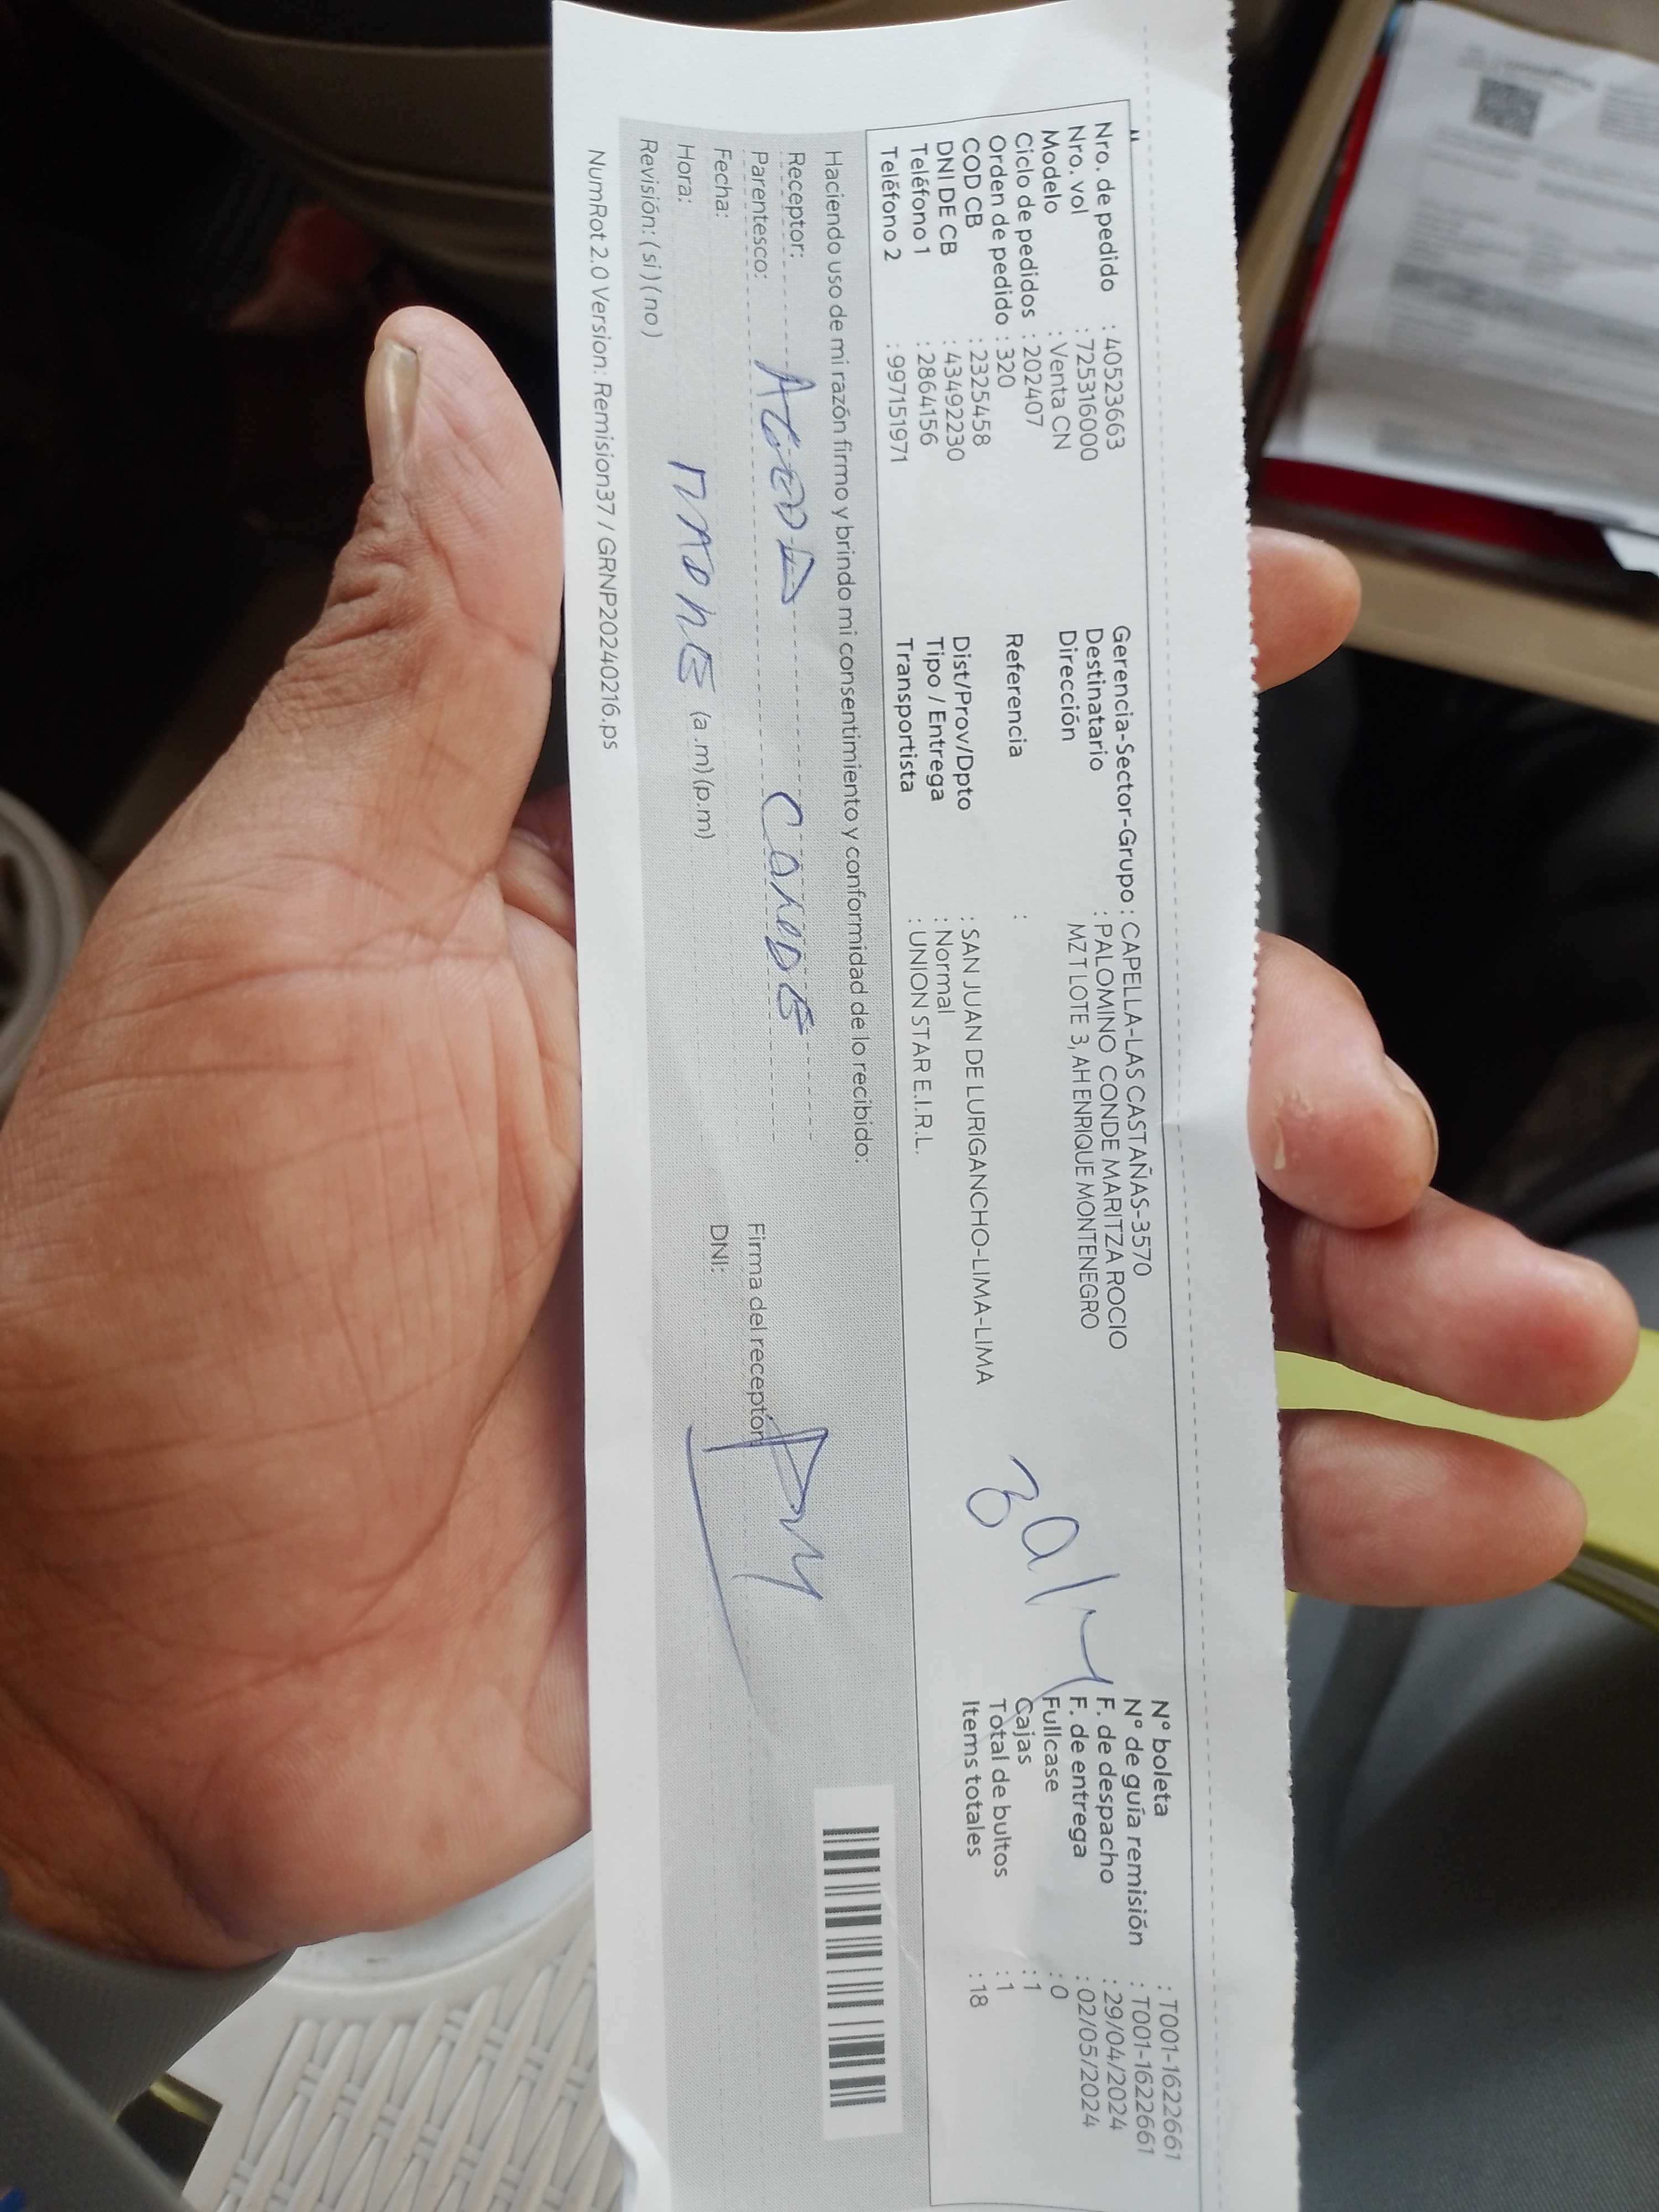 Nro. de pedido : 40523663
Nro. vol : 725316000
Modelo : Venta CN
Ciclo de pedidos : 202407
Orden de pedido : 320
COD CB : 2325458
DNI DE CB : 43492230
Teléfono 1 : 2864156
Teléfono 2 : 997151971
Gerencia-Sector-Grupo : CAPELLA-LAS CASTAÑAS-3570
Destinatario : PALOMINO CONDE MARITZA ROCIO
Dirección MZ T LOTE 3, AH ENRIQUE MONTENEGRO
Referencia :
Dist/Prov/Dpto : SAN JUAN DE LURIGANCHO-LIMA-LIMA
Tipo / Entrega : Normal
Transportista : UNION STAR E.I.R.L.
N° boleta : T001-1622661
N° de guía remisión : T001-1622661
F. de despacho : 29/04/2024
F. de entrega : 02/05/2024
Fullcase : 0
Cajas : 1
Total de bultos : 1
Items totales : 18
Haciendo uso de mi razón firmo y brindo mi consentimiento y conformidad de lo recibido:
Receptor: CONDE
Parentesco:
Fecha:
Hora: (a .m) (p.m)
Revisión: ( si ) ( no )
Firma del receptor
DNI:
NumRot 2.0 Version: Remision37 / GRNP20240216.ps